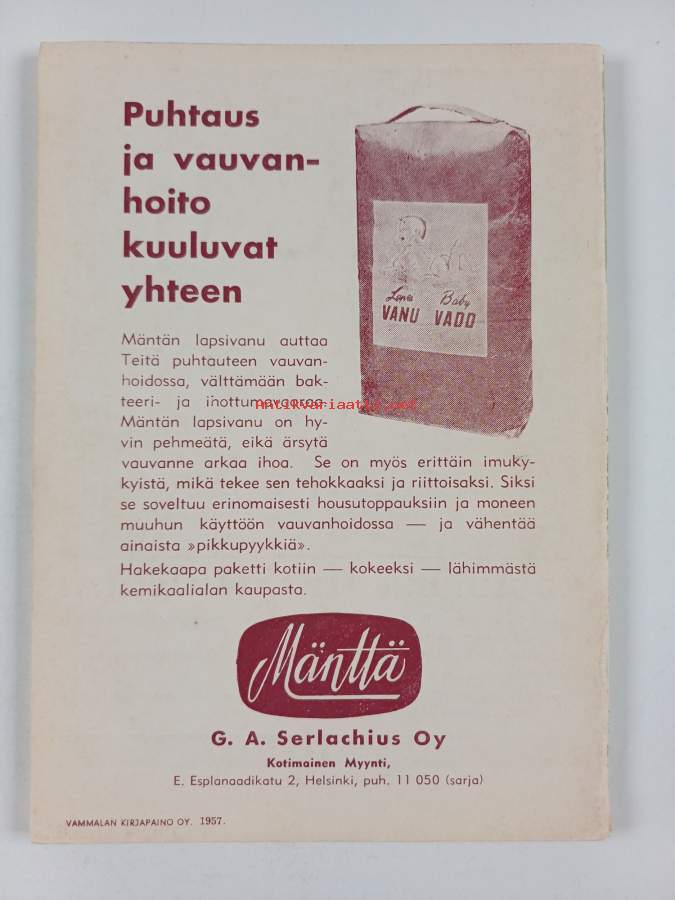 Puhtaus
ja vauvan-
hoito
kuuluvat
yhteen
Lapsi Baby
VANU VADD
Mäntän lapsivanu auttaa
Teitä puhtauteen vauvan-
hoidossa, välttämään bak-
teeri- ja ihottumavaaraa.
Antikvariaatti.net
Mäntän lapsivanu on hy-
vin pehmeätä, eikä ärsytä
vauvanne arkaa ihoa. Se on myös erittäin imuky-
kyistä, mikä tekee sen tehokkaaksi ja riittoisaksi. Siksi
se soveltuu erinomaisesti housutoppauksiin ja moneen
muuhun käyttöön vauvanhoidossa — ja vähentää
ainaista »pikkupyykkiä».
Hakekaapa paketti kotiin — kokeeksi — lähimmästä
kemikaalialan kaupasta.
Mänttä
G. A. Serlachius Oy
Kotimainen Myynti,
E. Esplanaadikatu 2, Helsinki, puh. 11 050 (sarja)
VAMMALAN KIRJAPAINO OY. 1957.